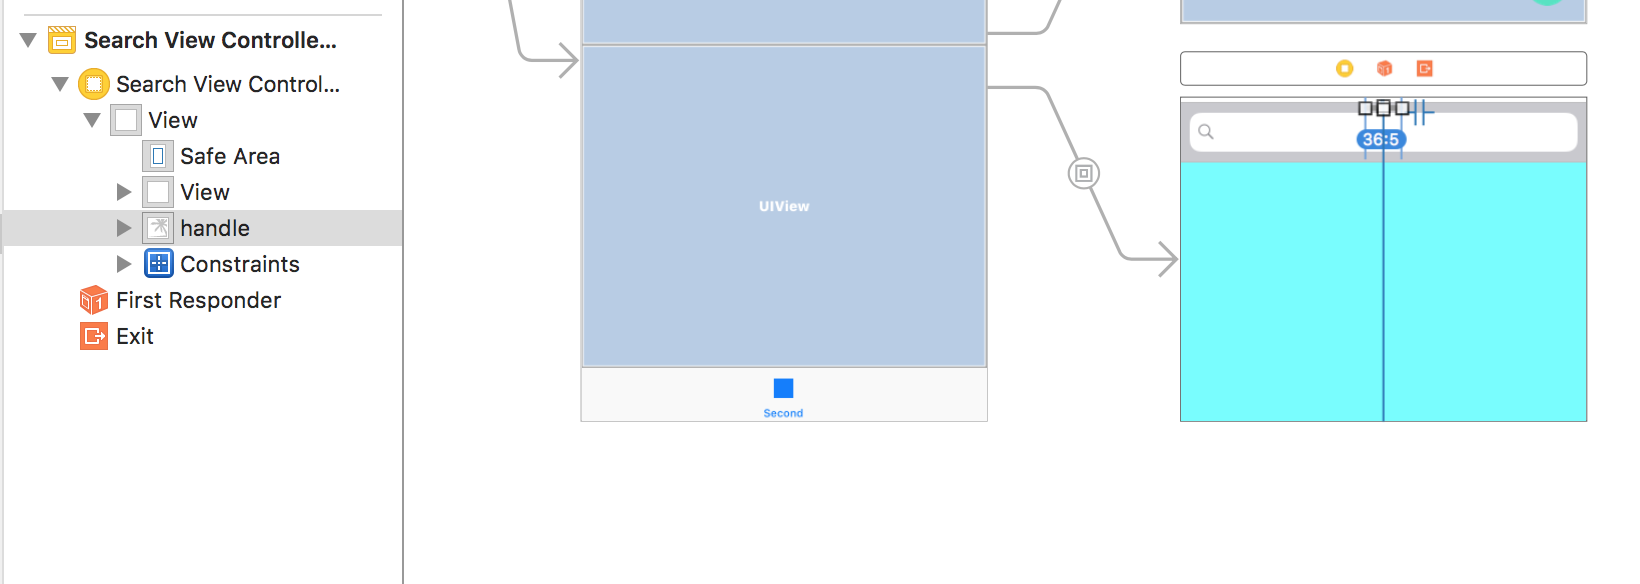 Search View Controlle...
Search View Control...
View
Safe Area
View
handle
Constraints
First Responder
Exit
UIView
Second
36:5